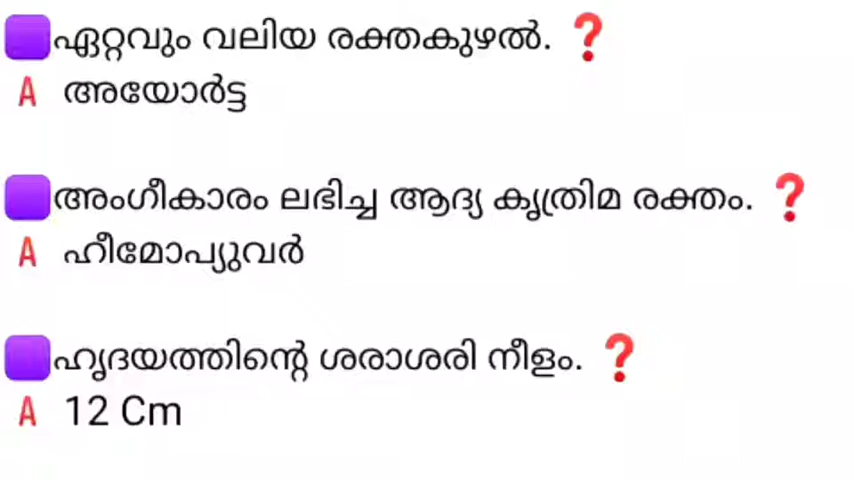 🟪ഏറ്റവും വലിയ രക്തകുഴൽ. ❓
A അയോർട്ട
🟪അംഗീകാരം ലഭിച്ച ആദ്യ കൃത്രിമ രക്തം. ❓
A ഹീമോപ്യുവർ
🟪ഹൃദയത്തിന്റെ ശരാശരി നീളം. ❓
A 12 Cm